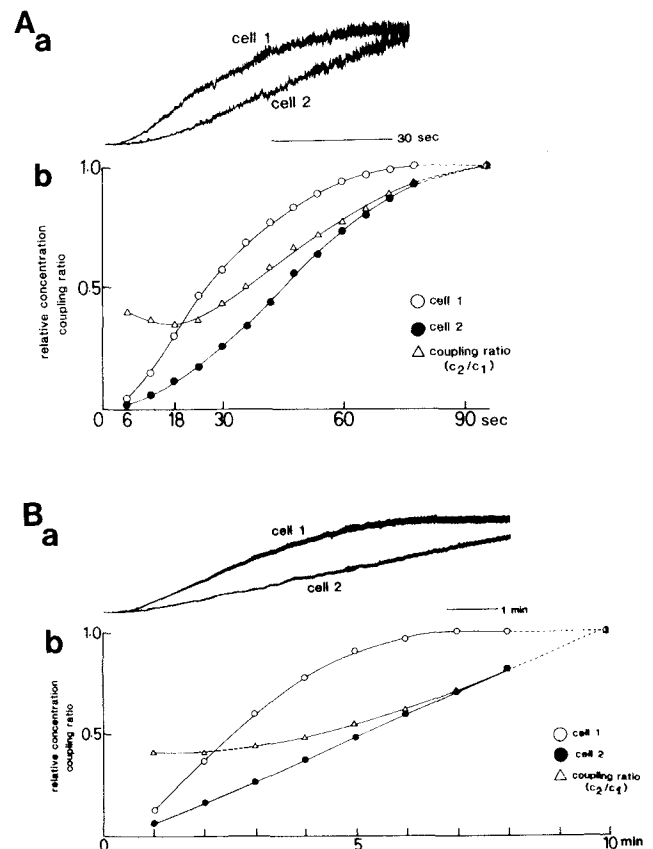 A
a
cell 1
cell 2
30 sec
b
1.0
0.5
relative concentration
coupling ratio
cell 1
cell 2
coupling ratio
(c2/c1)
0 6 18 30 60 90 sec
B
a
cell 1
cell 2
1 min
b
1.0
0.5
relative concentration
coupling ratio
cell 1
cell 2
coupling ratio
(c2/c1)
0 5 10 min